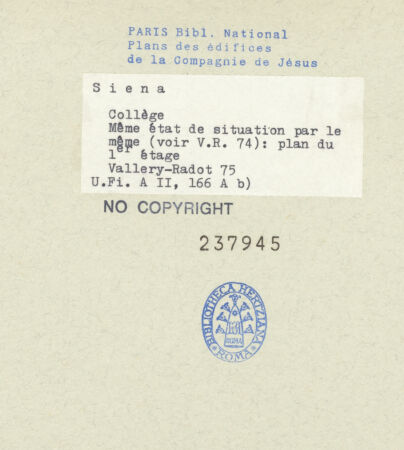 PARIS Bibl. National
Plans des édifices
de la Compagnie de Jésus
Siena
Collège
Même état de situation par le
même (voir V.R. 74): plan du
1er étage
Vallery-Radot 75
U.Fi. A II, 166 A b)
NO COPYRIGHT
237945
BIBLIOTHECA HERTZIANA
ROMA